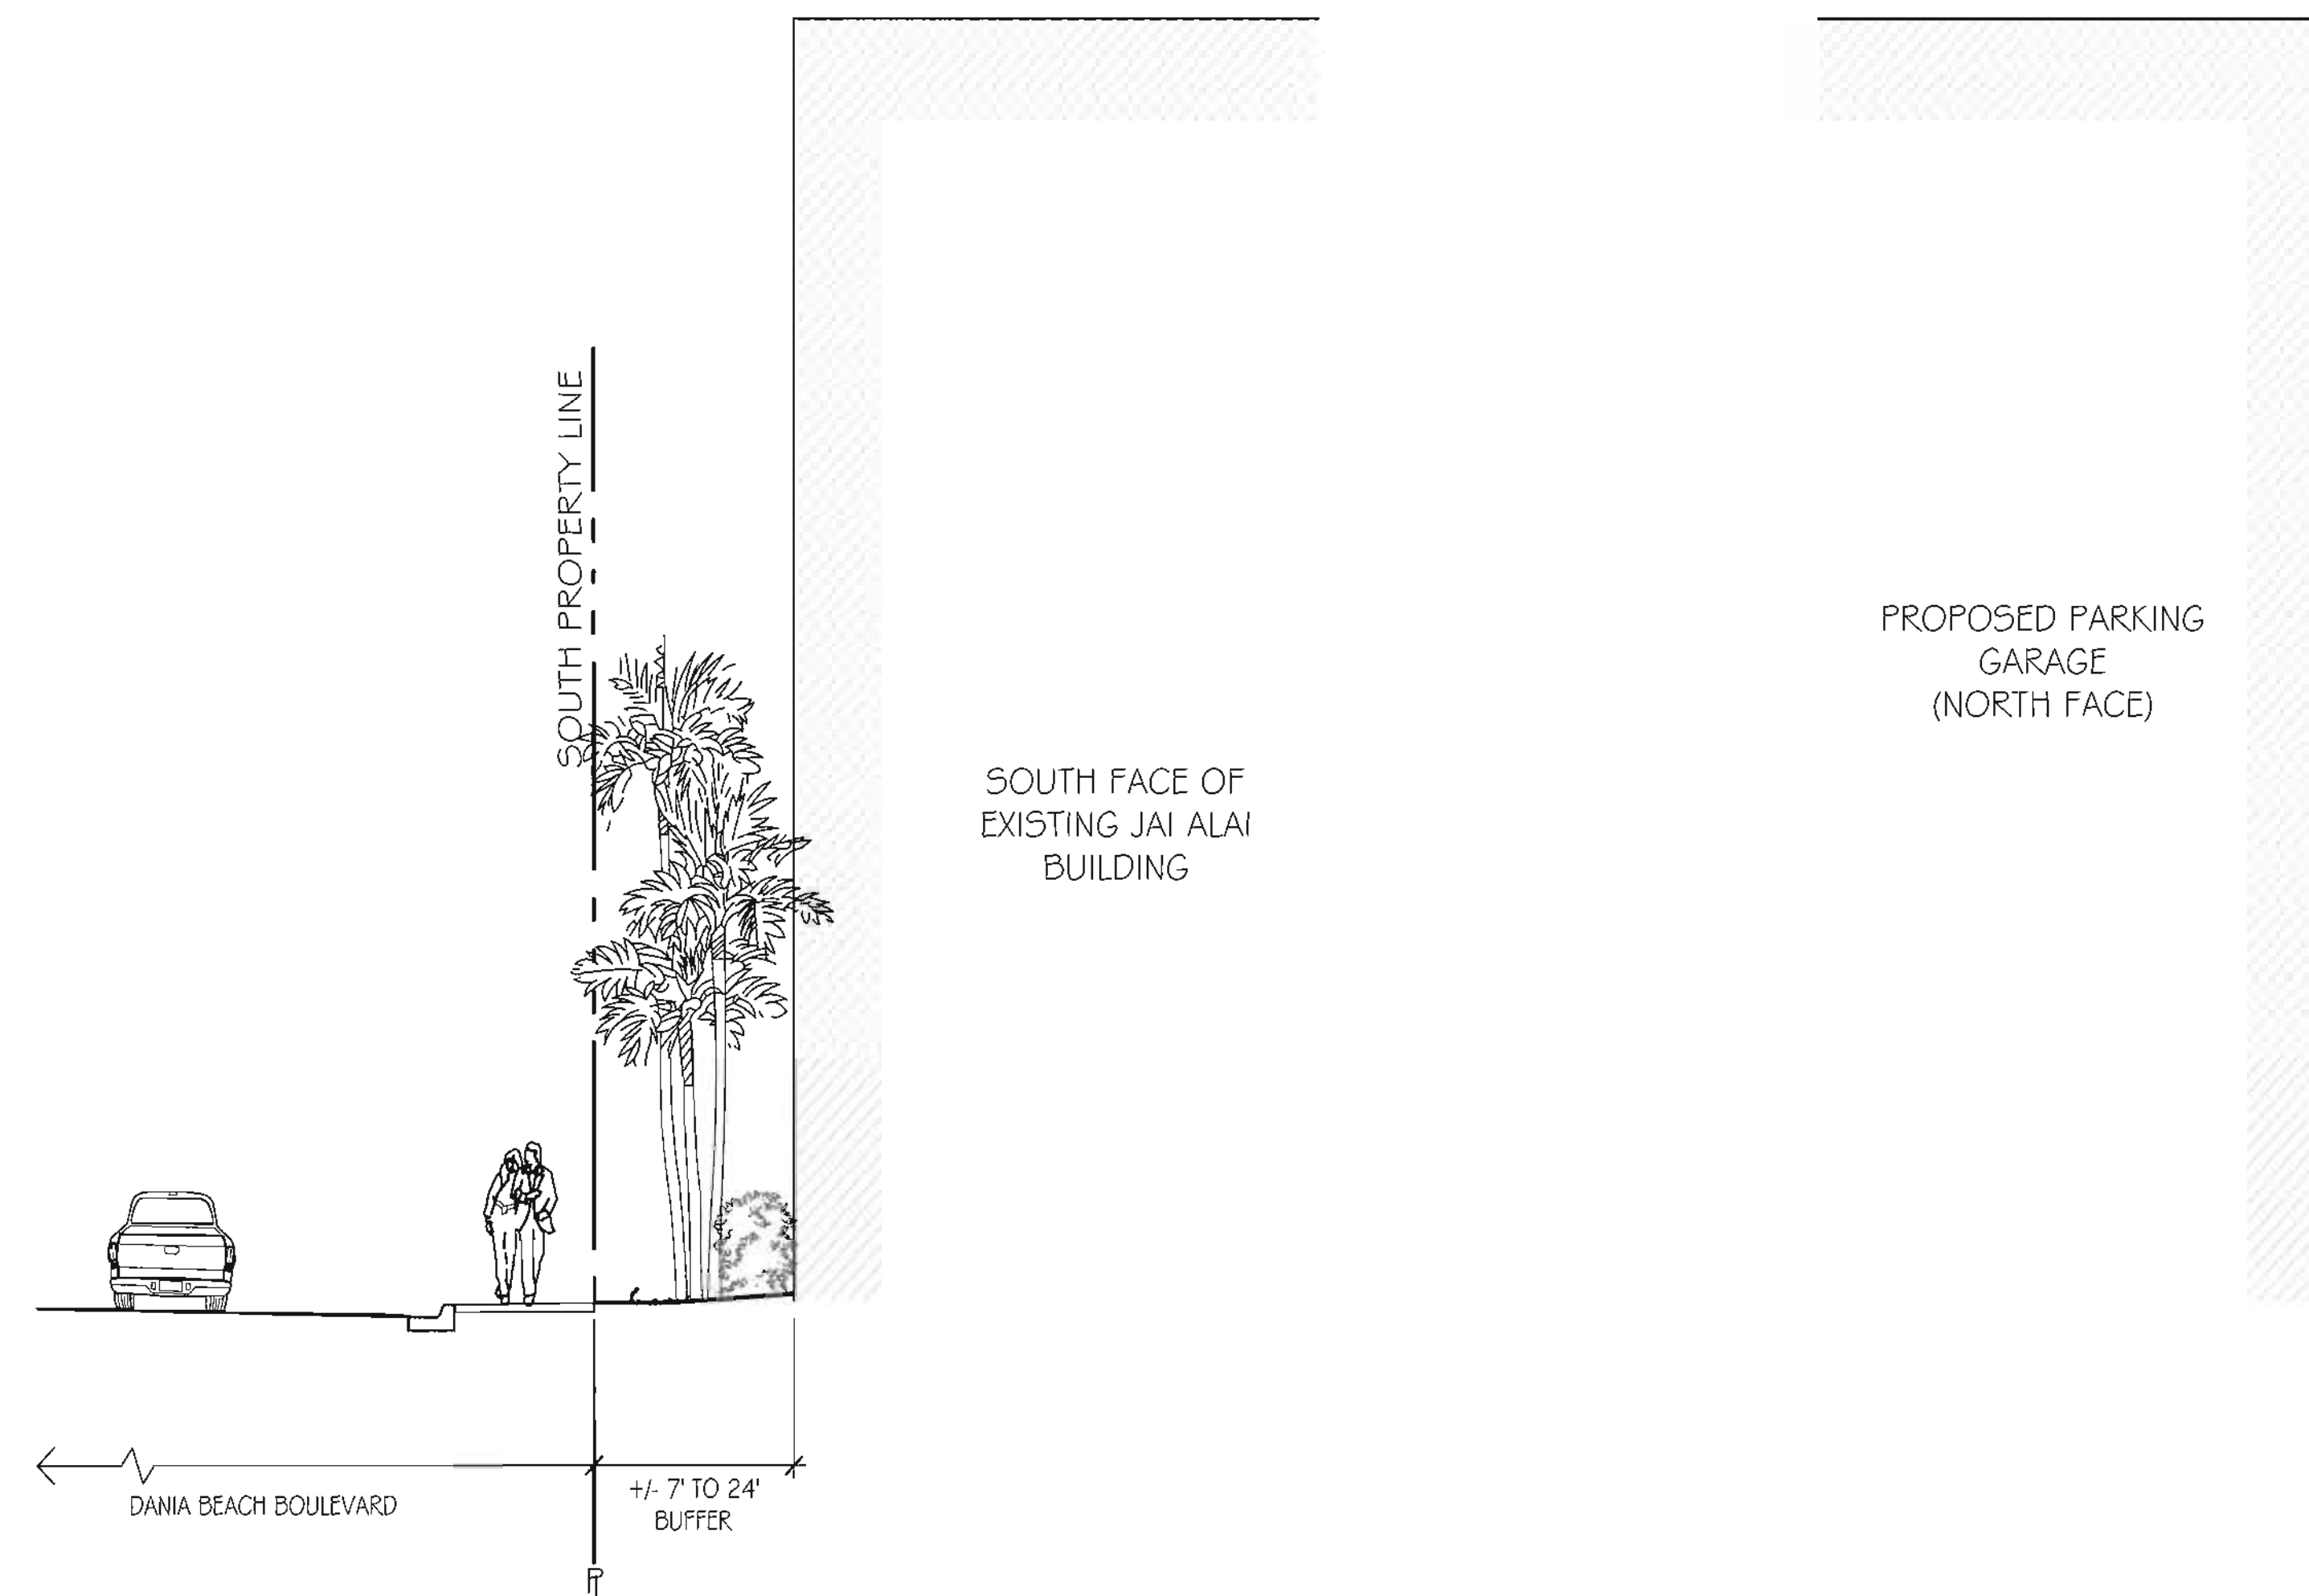 SOUTH PROPERTY LINE
PROPOSED PARKING
GARAGE
(NORTH FACE)
SOUTH FACE OF
EXISTING JAI ALAI
BUILDING
DANIA BEACH BOULEVARD
+/- 7' TO 24'
BUFFER